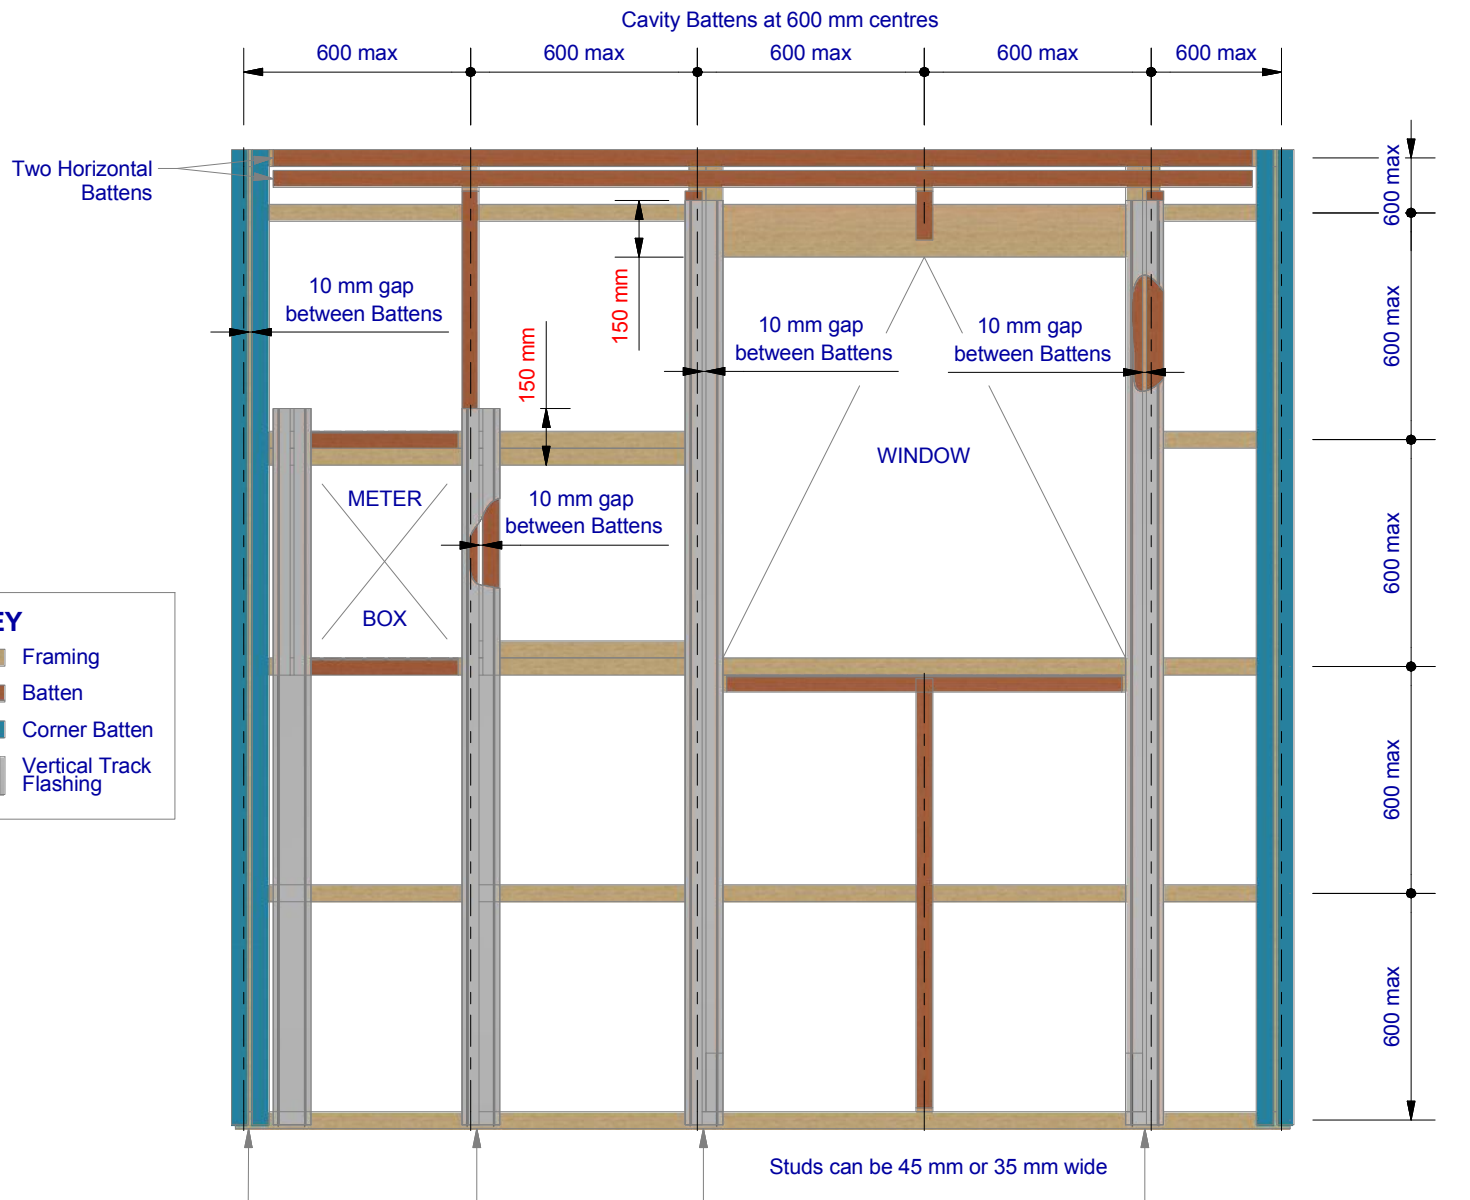 Cavity Battens at 600 mm centres
600 max
600 max
600 max
600 max
600 max
Two Horizontal
Battens
600 max
150 mm
10 mm gap
between Battens
600 max
10 mm gap
between Battens
10 mm gap
between Battens
150 mm
WINDOW
METER
BOX
10 mm gap
between Battens
600 max
EY
Framing
Batten
Corner Batten
Vertical Track
Flashing
600 max
600 max
Studs can be 45 mm or 35 mm wide